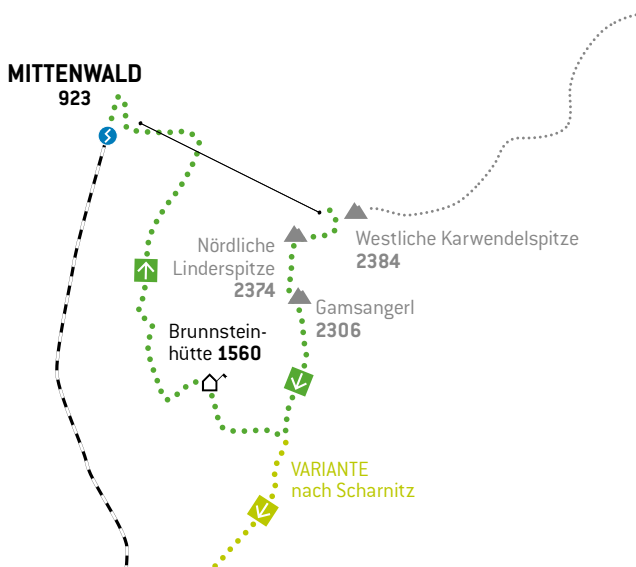 MITTENWALD
923
Nördliche
Linderspitze
2374
Westliche Karwendelspitze
2384
Gamsangerl
2306
Brunnstein-
hütte 1560
VARIANTE
nach Scharnitz